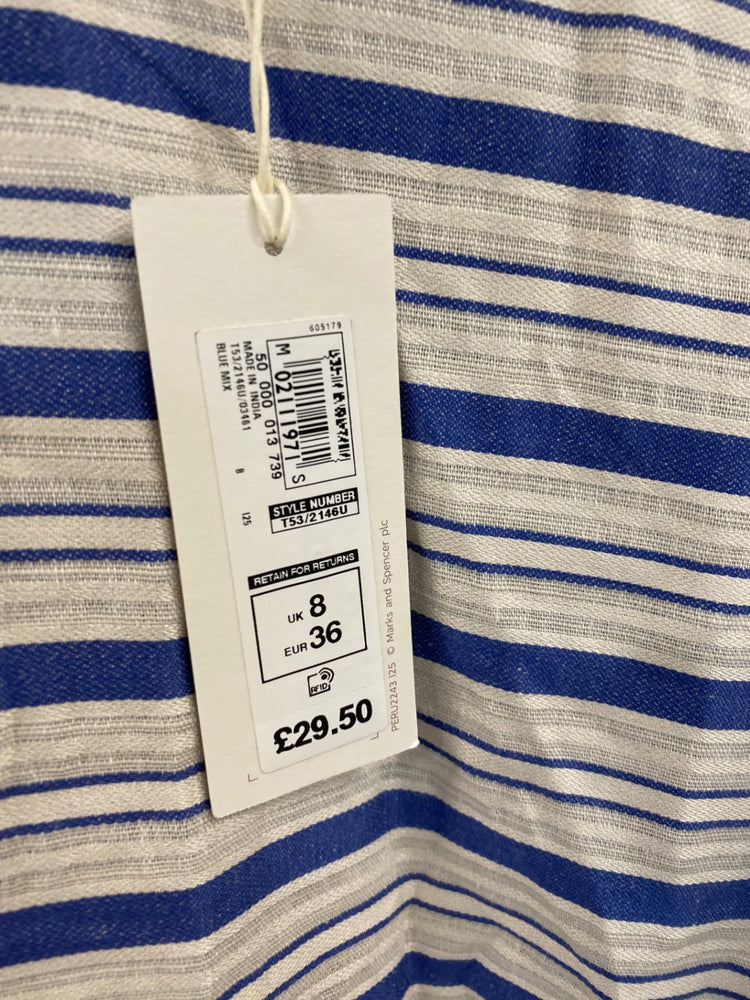 605179
M 02111971 S
50 000 013 739
MADE IN INDIA
T53/2146U/03461 8 125
BLUE MIX
STYLE NUMBER
T53/2146U
RETAIN FOR RETURNS
UK 8
EUR 36
RFID
£29.50
PERU2243 125 © Marks and Spencer plc